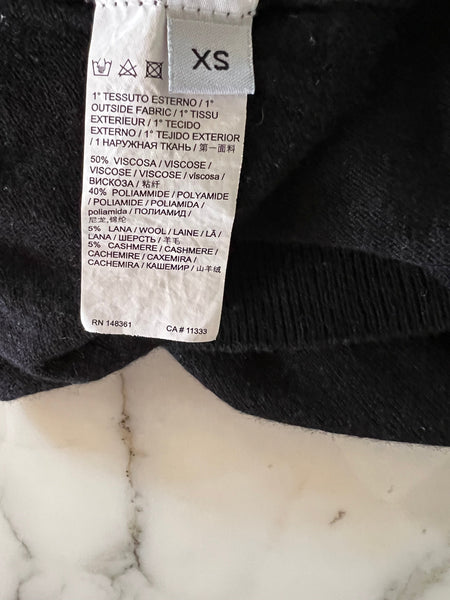 XS
1° TESSUTO ESTERNO / 1°
OUTSIDE FABRIC / 1° TISSU
EXTERIEUR / 1° TECIDO
EXTERNO / 1° TEJIDO EXTERIOR
/ 1 НАРУЖНАЯ ТКАНЬ / 第一面料
50% VISCOSA / VISCOSE /
VISCOSE / VISCOSE / viscosa /
ВИСКОЗА / 粘纤
40% POLIAMMIDE / POLYAMIDE
/ POLIAMIDE / POLIAMIDA /
poliamida / ПОЛИАМИД /
尼龙,锦纶
5% LANA / WOOL / LAINE / LÃ /
LANA / ШЕРСТЬ / 羊毛
5% CASHMERE / CASHMERE /
CACHEMIRE / CAXEMIRA /
CACHEMIRA / КАШЕМИР / 山羊绒
RN 148361 CA # 11333